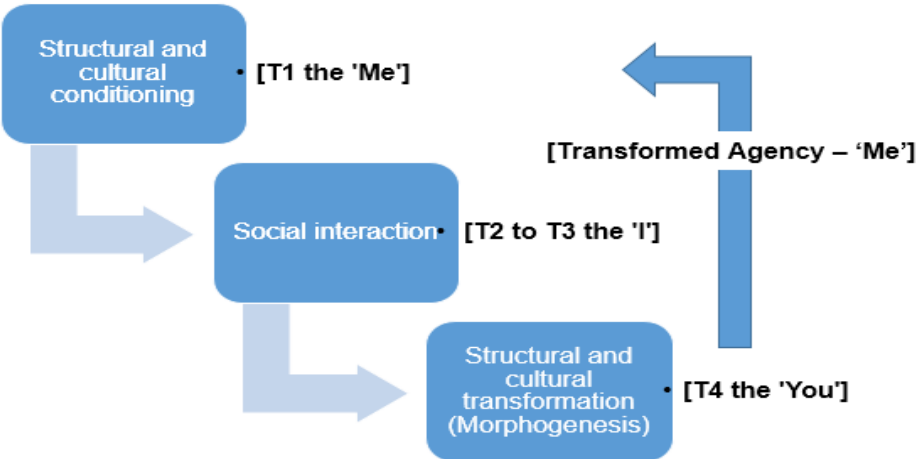 Structural and
cultural
conditioning
• [T1 the 'Me']
[Transformed Agency – ‘Me’]
Social interaction
• [T2 to T3 the 'I']
Structural and
cultural
transformation
(Morphogenesis)
• [T4 the 'You']